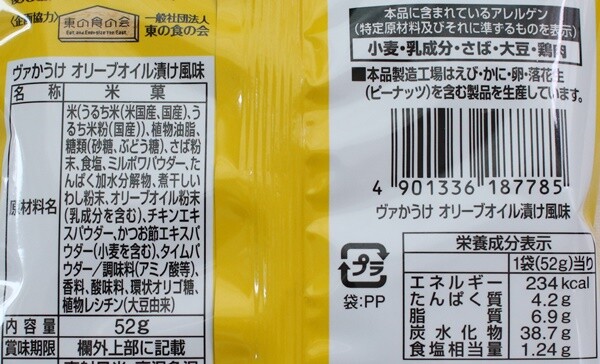 〈企画協力〉
東の食の会
一般社団法人
東の食の会
ヴァかうけ オリーブオイル漬け風味
名称 米菓
原材料名
米(うるち米(米国産、国産)、う
るち米粉(国産))、植物油脂、
糖類(砂糖、ぶどう糖)、さば粉
末、食塩、ミルポワパウダー、た
んぱく加水分解物、煮干しい
わし粉末、オリーブオイル粉末
(乳成分を含む)、チキンエキ
スパウダー、かつお節エキスパ
ウダー(小麦を含む)、タイムパ
ウダー/調味料(アミノ酸等)、
香料、酸味料、環状オリゴ糖、
植物レシチン(大豆由来)
内容量 52g
賞味期限 欄外上部に記載
本品に含まれているアレルゲン
(特定原材料及びそれに準ずるものを表示)
小麦・乳成分・さば・大豆・鶏肉
■本品製造工場はえび・かに・卵・落花生
(ピーナッツ)を含む製品を生産しています。
4 901336 187785
ヴァかうけ オリーブオイル漬け風味
プラ
袋:PP
栄養成分表示
1袋(52g)当り
エネルギー 234kcal
たんぱく質 4.2g
脂質 6.9g
炭水化物 38.7g
食塩相当量 1.24g